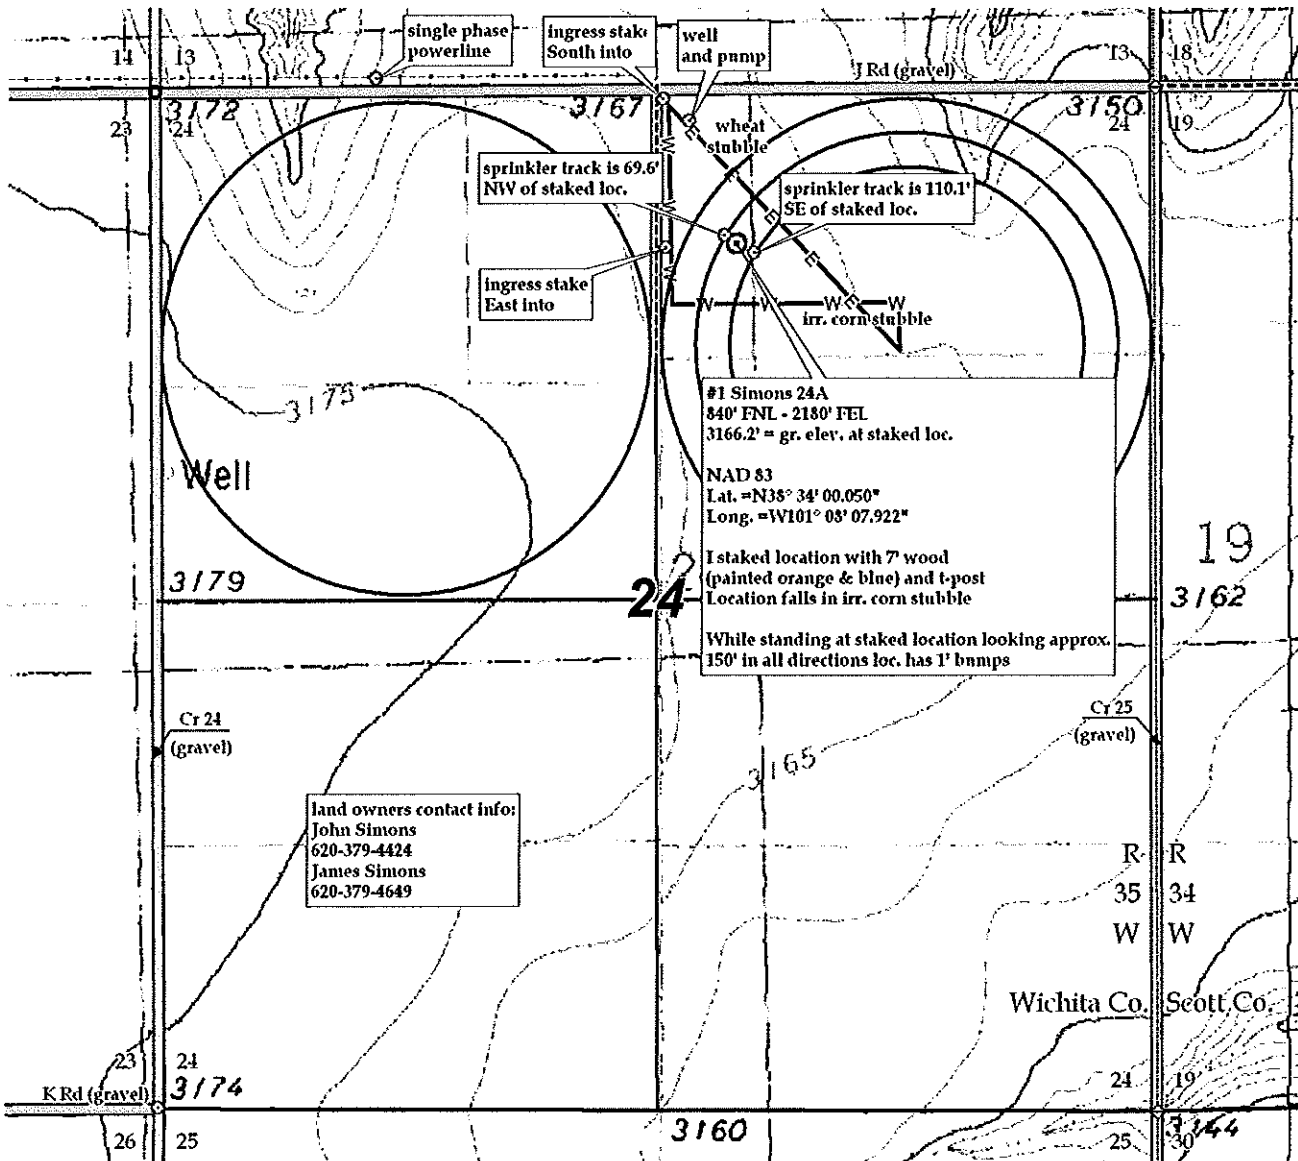 single phase
powerline
ingress stake
South into
well
and pump
14
13
13
18
J Rd (gravel)
3172
3167
3150
23
24
24
19
wheat
stubble
E
W
sprinkler track is 69.6'
NW of staked loc.
E
sprinkler track is 110.1'
SE of staked loc.
W
E
E
W
ingress stake
East into
W
W
W
E
W
irr. corn stubble
#1 Simons 24A
840' FNL - 2180' FEL
3166.2' = gr. elev. at staked loc.
3175
NAD 83
Lat. =N38° 34' 00.050"
Long. =W101° 08' 07.922"
Well
19
I staked location with 7' wood
(painted orange & blue) and t-post
Location falls in irr. corn stubble
3179
24
3162
While standing at staked location looking approx.
150' in all directions loc. has 1' bumps
Cr 24
(gravel)
Cr 25
(gravel)
3165
land owners contact info:
John Simons
620-379-4424
James Simons
620-379-4649
R R
35 34
W W
Wichita Co. Scott Co.
23
24
24
19
K Rd (gravel)
3174
3160
3144
26
25
25
30